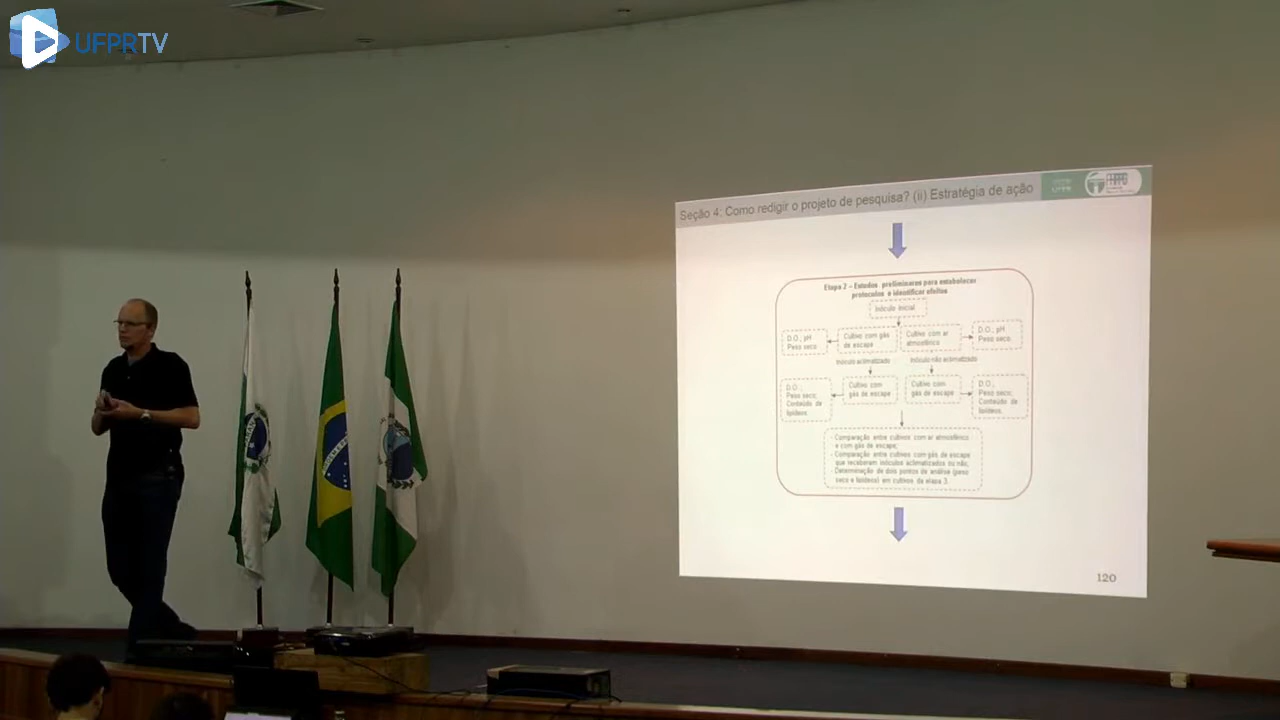 UFPRTV
Seção 4: Como redigir o projeto de pesquisa? (ii) Estratégia de ação
UFPR
Etapa 2 – Estudos preliminares para estabelecer
protocolos e identificar efeitos
Inóculo inicial
D.O.; pH
Peso seco
Cultivo com gás
de escape
Cultivo com ar
atmosférico
D.O.; pH
Peso seco
Inóculo aclimatizado
Inóculo não aclimatizado
D.O.;
Peso seco;
Conteúdo de
lipídeos.
Cultivo com
gás de escape
Cultivo com
gás de escape
D.O.;
Peso seco;
Conteúdo de
lipídeos.
- Comparação entre cultivos com ar atmosférico
e com gás de escape;
- Comparação entre cultivos com gás de escape
que receberam inóculos aclimatizados ou não;
- Determinação de dois pontos de análise (peso
seco e lipídeos) em cultivos da etapa 3.
120